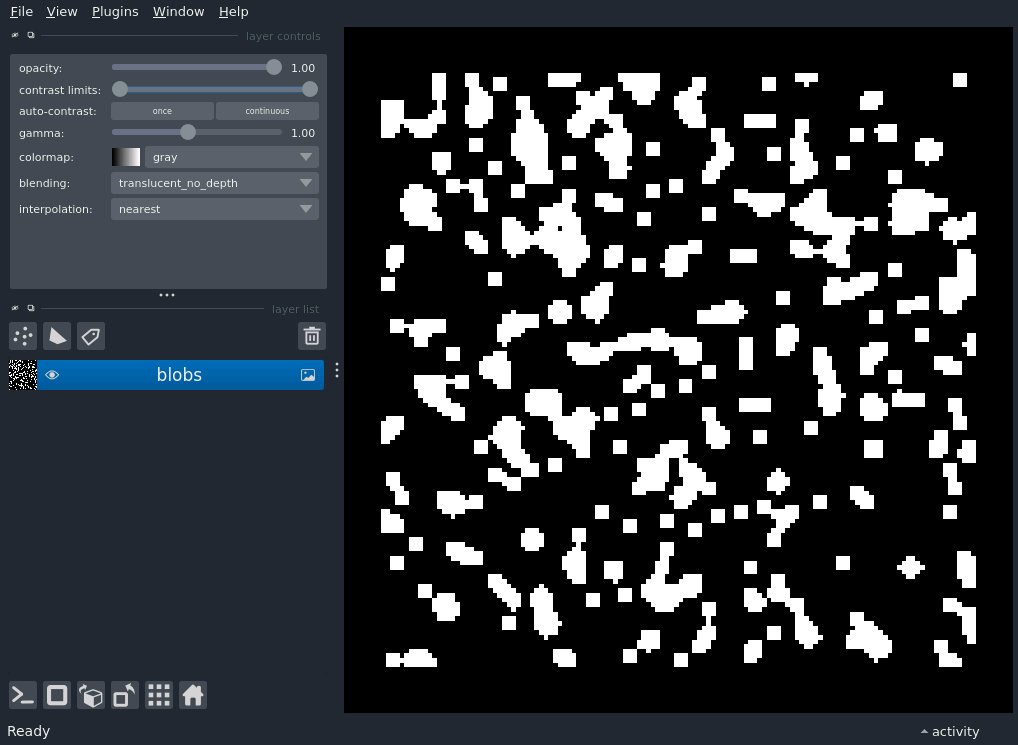 File View Plugins Window Help
layer controls
opacity: 1.00
contrast limits:
auto-contrast: once continuous
gamma: 1.00
colormap: gray
blending: translucent_no_depth
interpolation: nearest
layer list
blobs
Ready activity